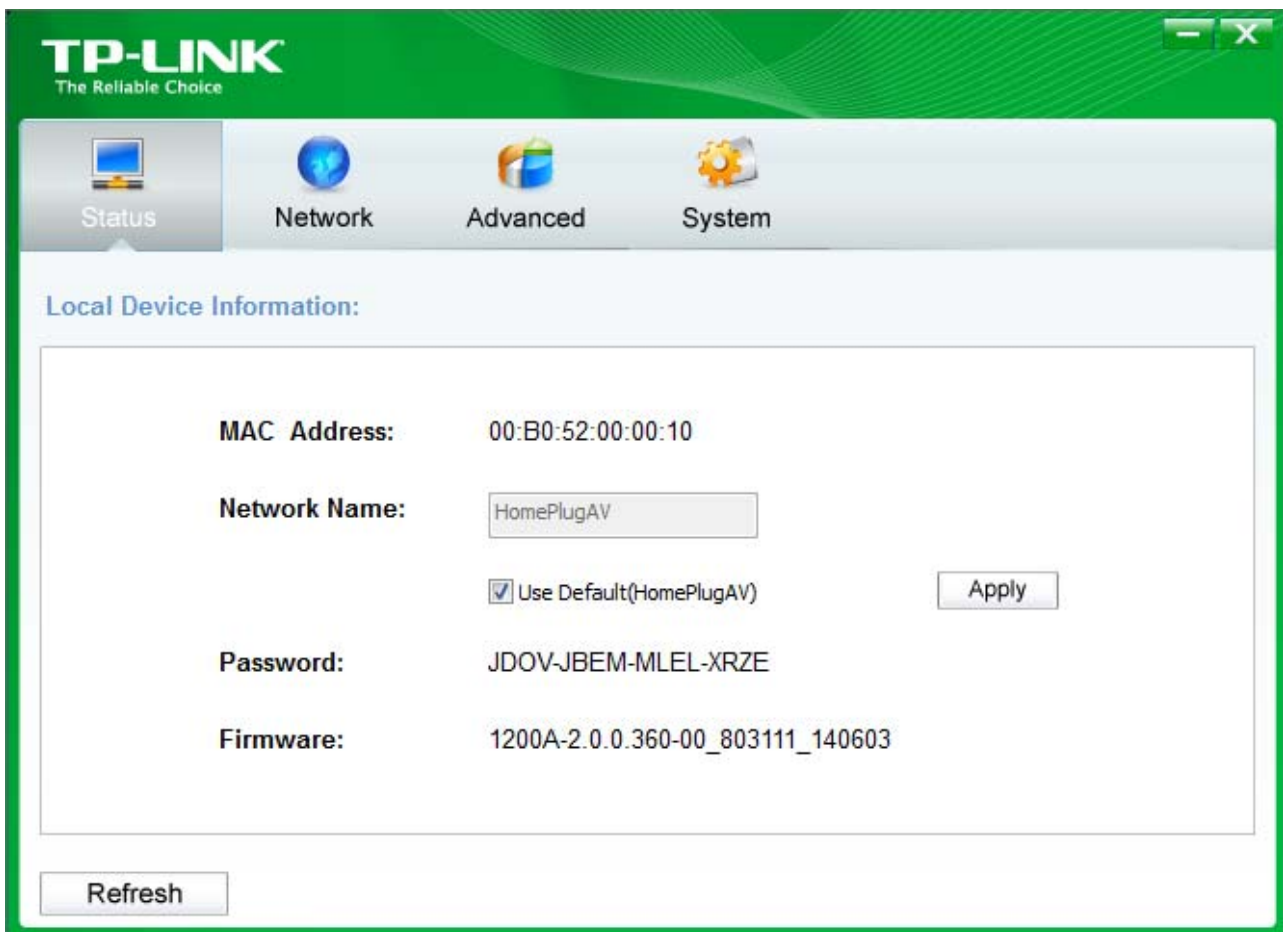 TP-LINK
The Reliable Choice
Status
Network
Advanced
System
Local Device Information:
MAC Address: 00:B0:52:00:00:10
Network Name: HomePlugAV
Use Default(HomePlugAV)
Apply
Password: JDOV-JBEM-MLEL-XRZE
Firmware: 1200A-2.0.0.360-00_803111_140603
Refresh